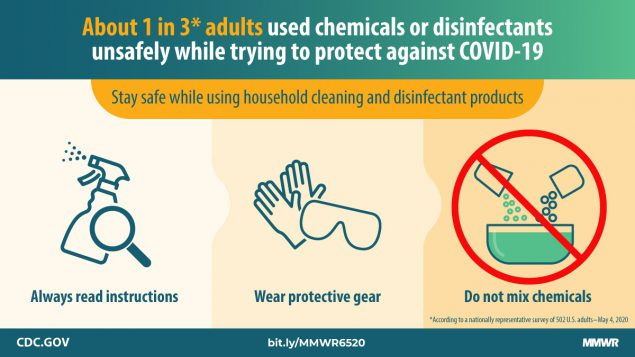 About 1 in 3* adults used chemicals or disinfectants
unsafely while trying to protect against COVID-19
Stay safe while using household cleaning and disinfectant products
Always read instructions
Wear protective gear
Do not mix chemicals
*According to a nationally representative survey of 502 U.S. adults–May 4, 2020
CDC.GOV
bit.ly/MMWR6520
MMWR